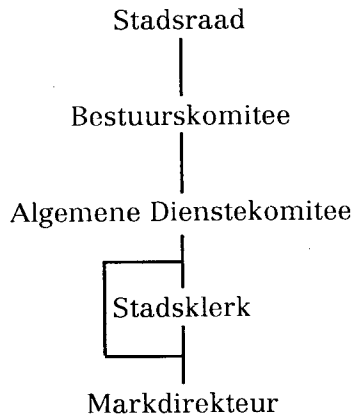 Stadsraad
Bestuurskomitee
Algemene Dienstekomitee
Stadsklerk
Markdirekteur